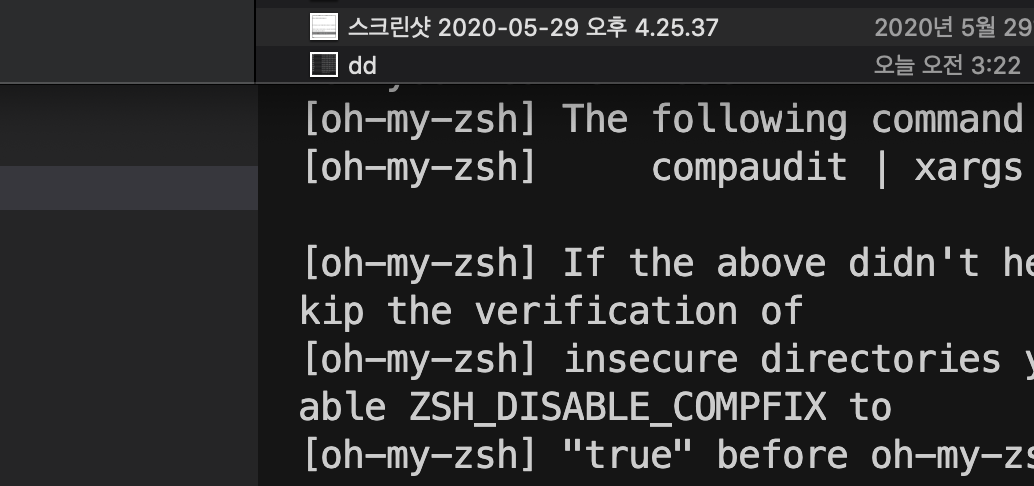 스크린샷 2020-05-29 오후 4.25.37 2020년 5월 29
dd 오늘 오전 3:22
[oh-my-zsh] The following command
[oh-my-zsh] compaudit | xargs
[oh-my-zsh] If the above didn't he
kip the verification of
[oh-my-zsh] insecure directories y
able ZSH_DISABLE_COMPFIX to
[oh-my-zsh] "true" before oh-my-zs